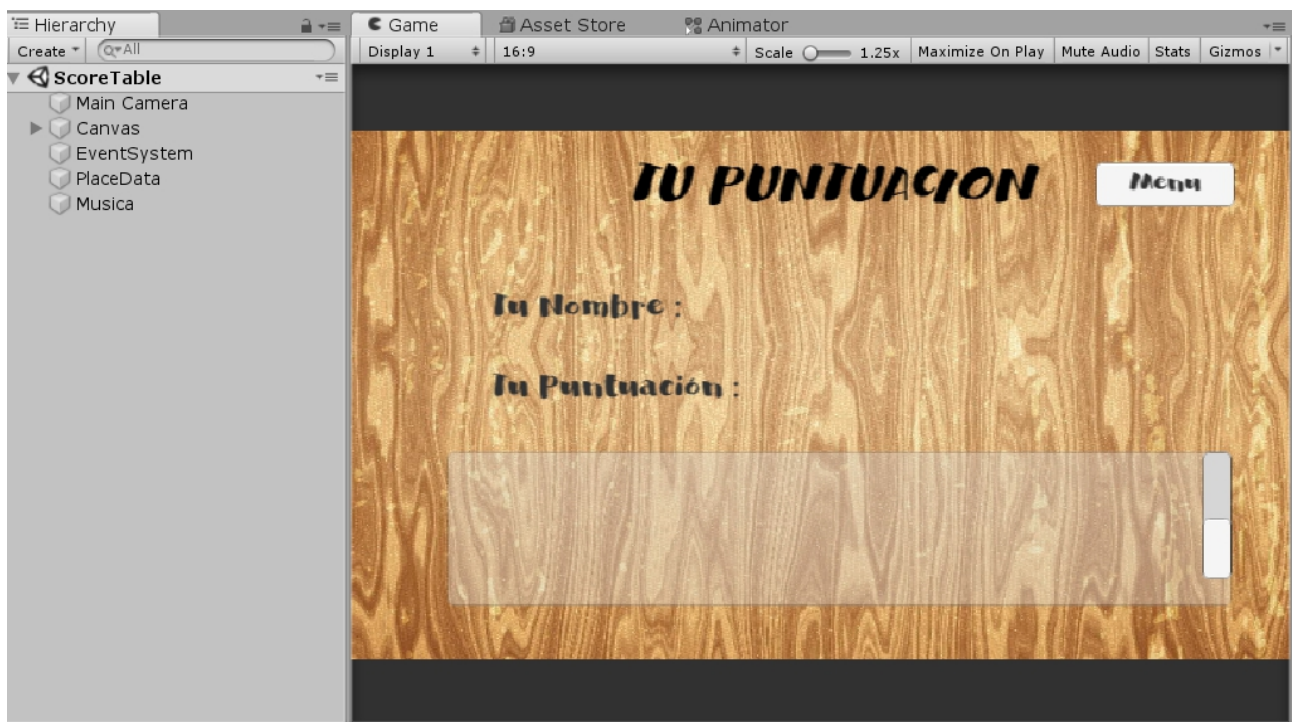 Hierarchy
Create
All
ScoreTable
Main Camera
Canvas
EventSystem
PlaceData
Musica
Game Asset Store Animator
Display 1 16:9 Scale 1.25x Maximize On Play Mute Audio Stats Gizmos
TU PUNTUACION
Menu
Tu Nombre :
Tu Puntuación :